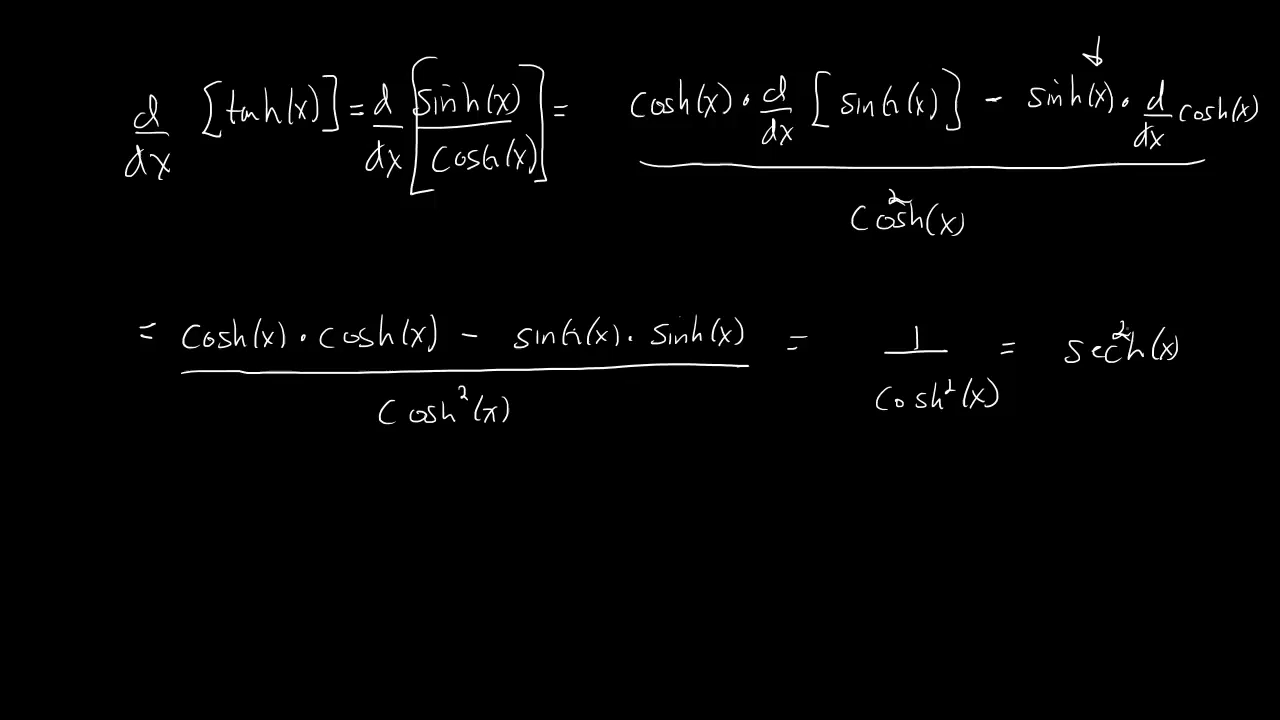 d/dx [tanh(x)] = d/dx [sinh(x)/cosh(x)] = (cosh(x) · d/dx [sinh(x)] − sinh(x) · d/dx cosh(x)) / cosh²(x)
= (cosh(x) · cosh(x) − sinh(x) · sinh(x)) / cosh²(x) = 1/cosh²(x) = sec²h(x)